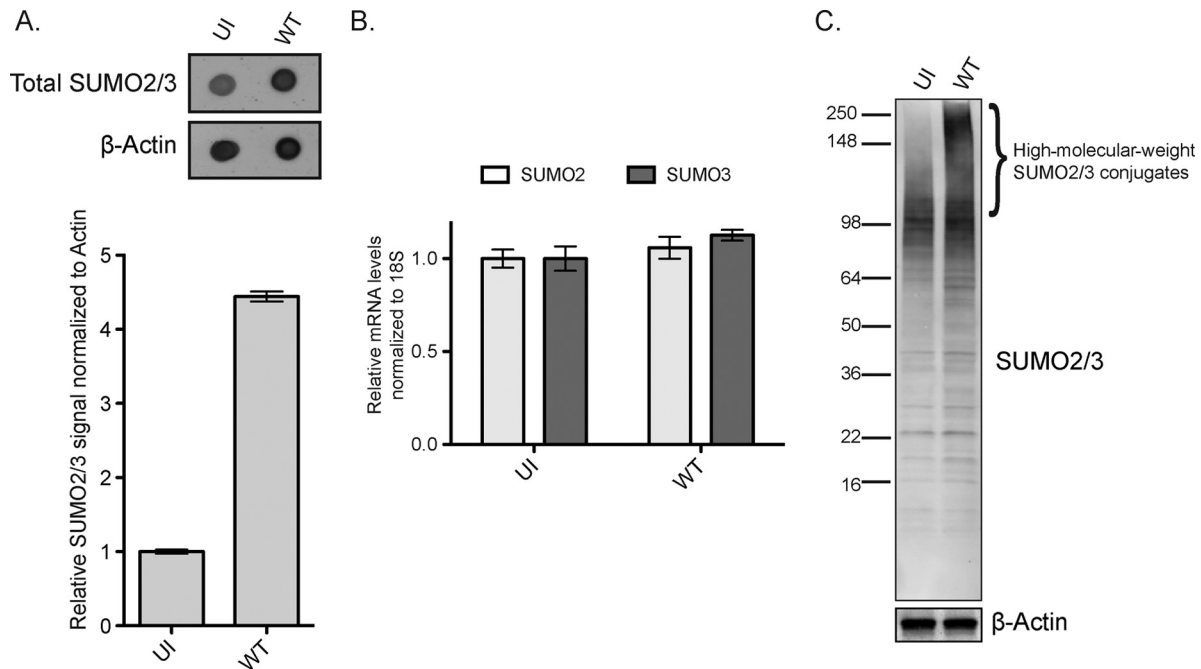 A.
UI
WT
Total SUMO2/3
β-Actin
Relative SUMO2/3 signal normalized to Actin
5
4
3
2
1
0
UI
WT
B.
SUMO2
SUMO3
Relative mRNA levels
normalized to 18S
1.0
0.5
0.0
UI
WT
C.
UI
WT
250
148
98
64
50
36
22
16
High-molecular-weight
SUMO2/3 conjugates
SUMO2/3
β-Actin